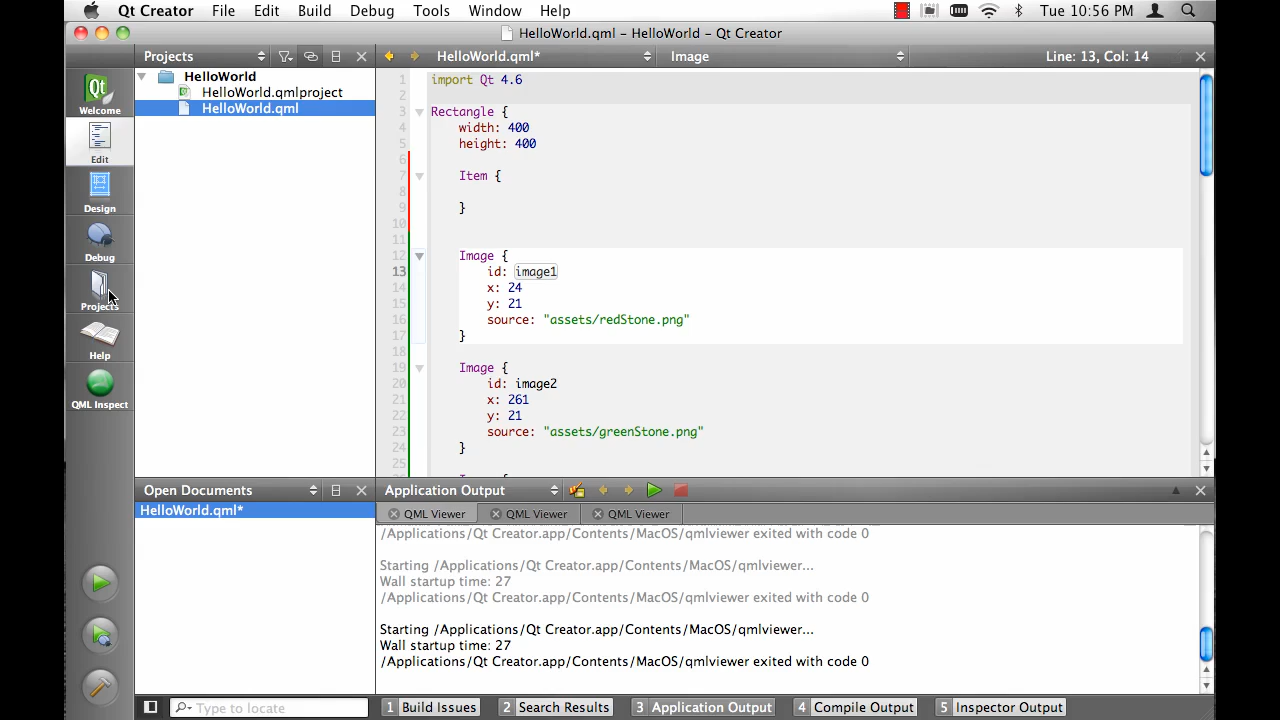 Qt Creator File Edit Build Debug Tools Window Help Tue 10:56 PM
HelloWorld.qml – HelloWorld – Qt Creator
Projects HelloWorld.qml* Image Line: 13, Col: 14
Welcome
Edit
Design
Debug
Projects
Help
QML Inspect
HelloWorld
HelloWorld.qmlproject
HelloWorld.qml
1 import Qt 4.6
2
3 Rectangle {
4 width: 400
5 height: 400
6
7 Item {
8
9 }
10
11
12 Image {
13 id: image1
14 x: 24
15 y: 21
16 source: "assets/redStone.png"
17 }
18
19 Image {
20 id: image2
21 x: 261
22 y: 21
23 source: "assets/greenStone.png"
24 }
25
Open Documents
HelloWorld.qml*
Application Output
QML Viewer QML Viewer QML Viewer
/Applications/Qt Creator.app/Contents/MacOS/qmlviewer exited with code 0
Starting /Applications/Qt Creator.app/Contents/MacOS/qmlviewer...
Wall startup time: 27
/Applications/Qt Creator.app/Contents/MacOS/qmlviewer exited with code 0
Starting /Applications/Qt Creator.app/Contents/MacOS/qmlviewer...
Wall startup time: 27
/Applications/Qt Creator.app/Contents/MacOS/qmlviewer exited with code 0
Type to locate 1 Build Issues 2 Search Results 3 Application Output 4 Compile Output 5 Inspector Output